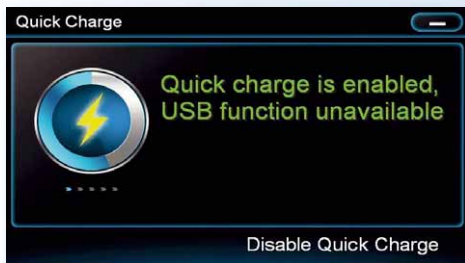 Quick Charge
Quick charge is enabled,
USB function unavailable
Disable Quick Charge